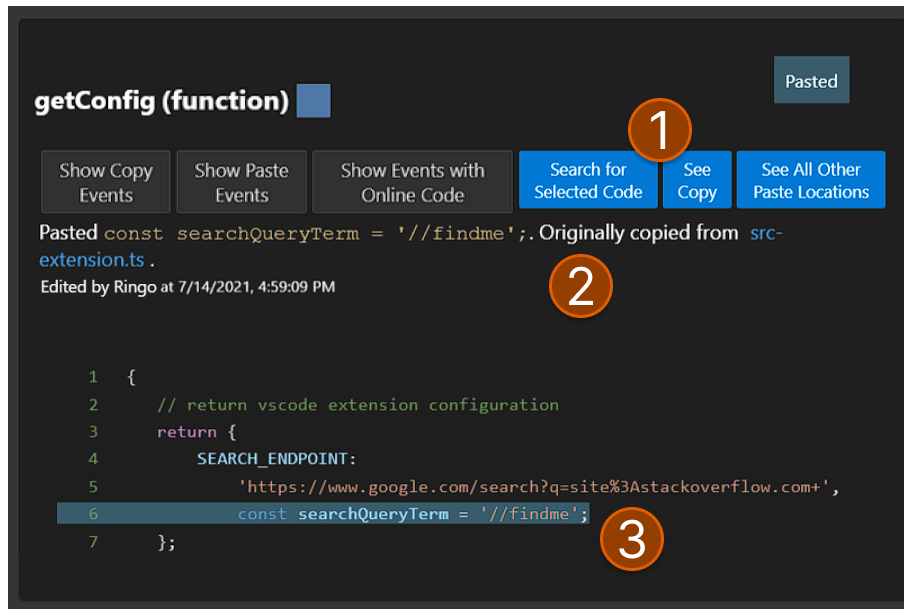 Pasted
getConfig (function)
1
Show Copy Events
Show Paste Events
Show Events with Online Code
Search for Selected Code
See Copy
See All Other Paste Locations
Pasted const searchQueryTerm = '//findme';. Originally copied from src-
extension.ts .
2
Edited by Ringo at 7/14/2021, 4:59:09 PM
1 {
2 // return vscode extension configuration
3 return {
4 SEARCH_ENDPOINT:
5 'https://www.google.com/search?q=site%3Astackoverflow.com+',
6 const searchQueryTerm = '//findme';
3
7 };